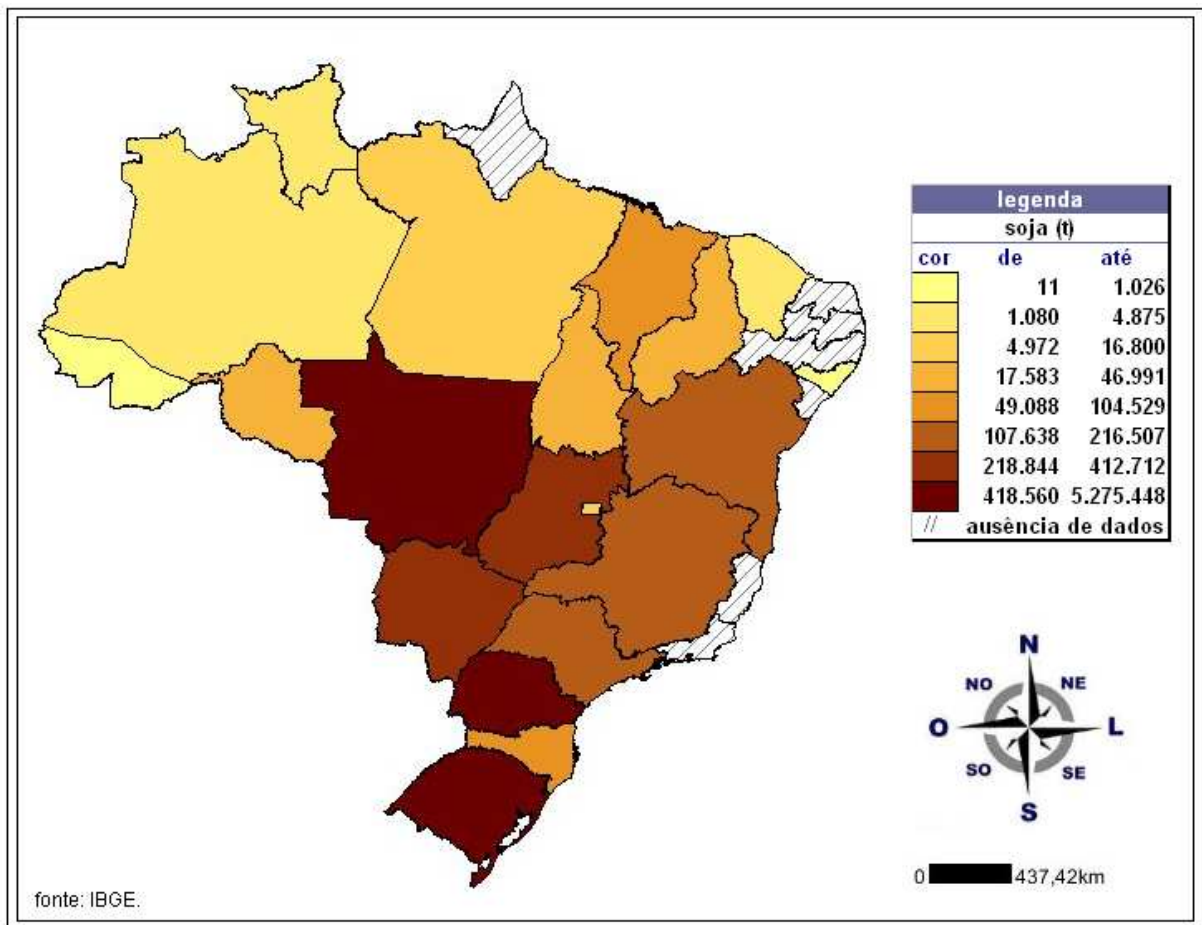 legenda
soja (t)
cor de até
11 1.026
1.080 4.875
4.972 16.800
17.583 46.991
49.088 104.529
107.638 216.507
218.844 412.712
418.560 5.275.448
// ausência de dados
N
NO NE
O L
SO SE
S
0 437,42km
fonte: IBGE.